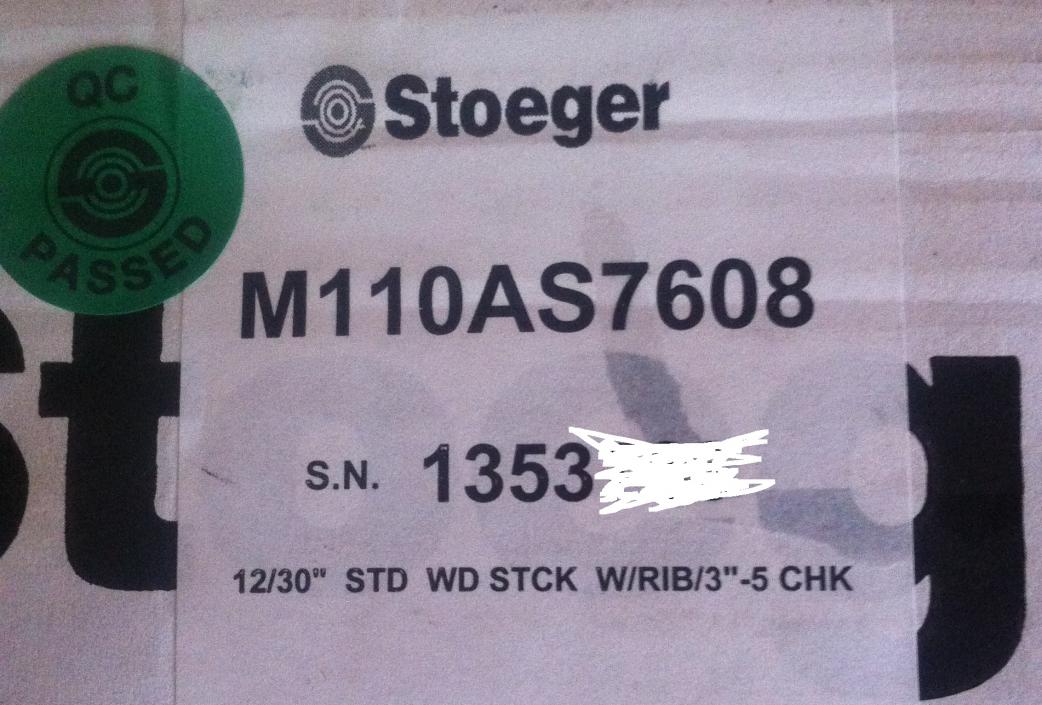 QC
PASSED
Stoeger
M110AS7608
S.N. 1353
12/30" STD WD STCK W/RIB/3"-5 CHK